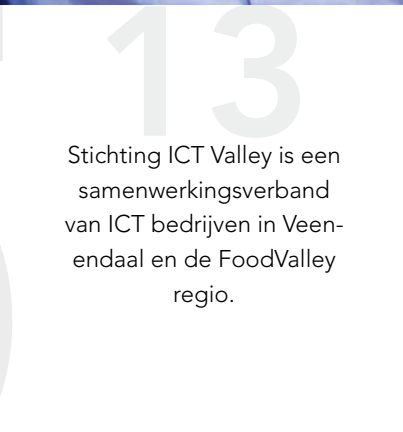 13
Stichting ICT Valley is een
samenwerkingsverband
van ICT bedrijven in Veen-
endaal en de FoodValley
regio.